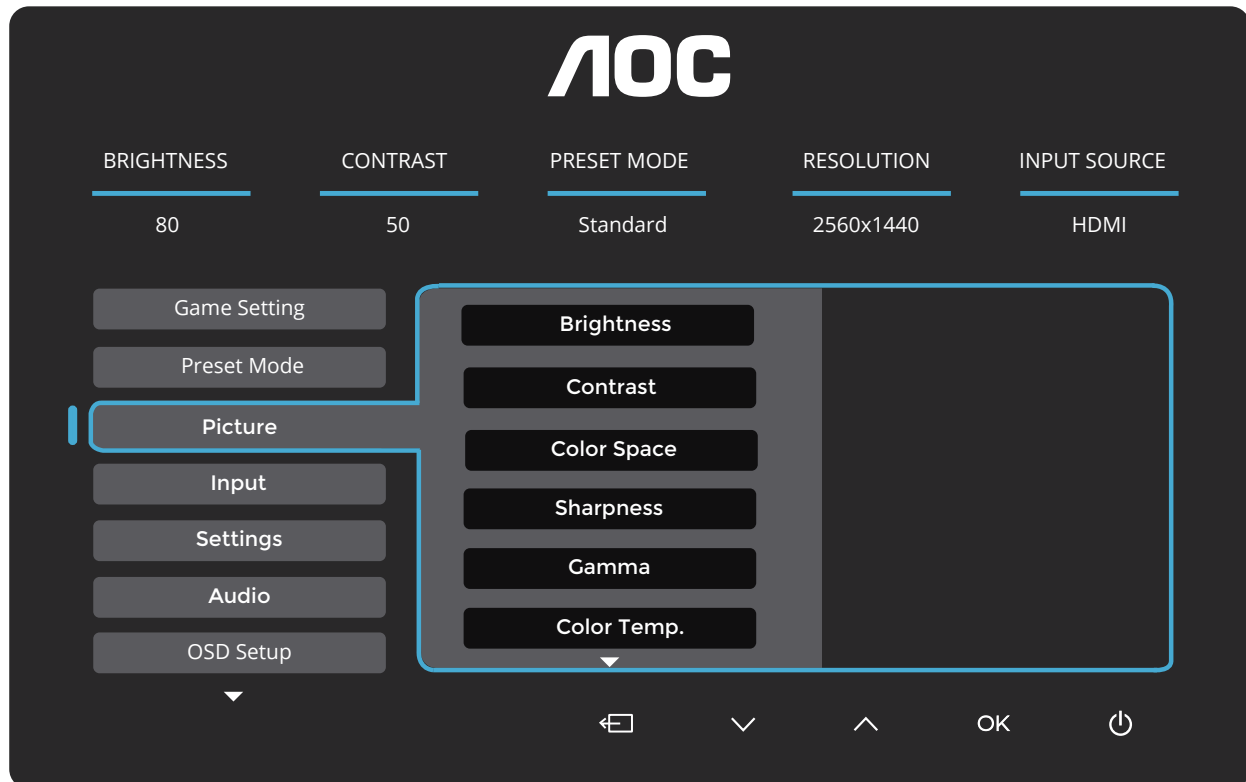 AOC
BRIGHTNESS CONTRAST PRESET MODE RESOLUTION INPUT SOURCE
80 50 Standard 2560x1440 HDMI
Game Setting
Preset Mode
Picture
Input
Settings
Audio
OSD Setup
Brightness
Contrast
Color Space
Sharpness
Gamma
Color Temp.
OK